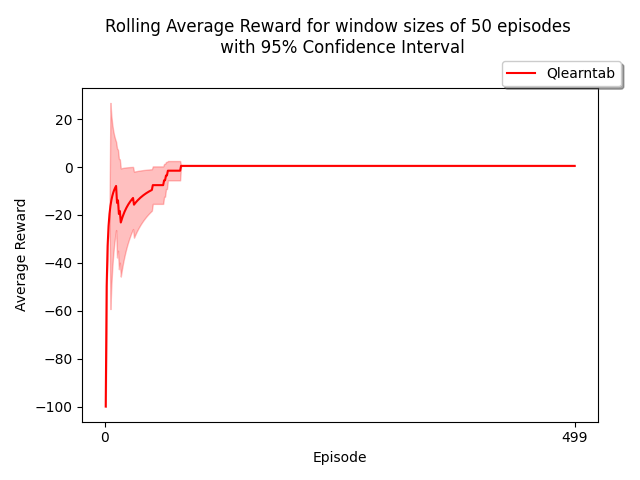 Rolling Average Reward for window sizes of 50 episodes
with 95% Confidence Interval
Qlearntab
20
0
−20
−40
−60
−80
−100
Average Reward
0
499
Episode